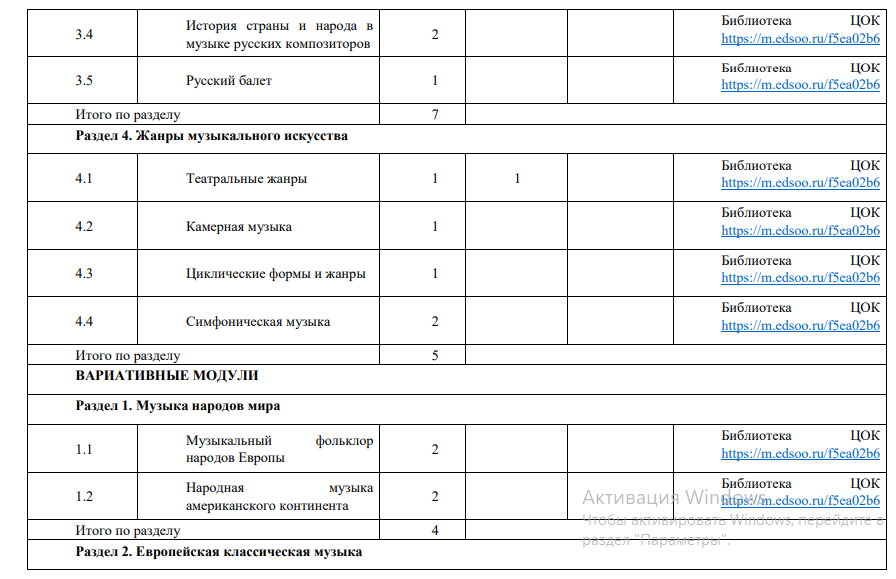 3.4 История страны и народа в музыке русских композиторов 2 Библиотека ЦОК https://m.edsoo.ru/f5ea02b6
3.5 Русский балет 1 Библиотека ЦОК https://m.edsoo.ru/f5ea02b6
Итого по разделу 7
Раздел 4. Жанры музыкального искусства
4.1 Театральные жанры 1 1 Библиотека ЦОК https://m.edsoo.ru/f5ea02b6
4.2 Камерная музыка 1 Библиотека ЦОК https://m.edsoo.ru/f5ea02b6
4.3 Циклические формы и жанры 1 Библиотека ЦОК https://m.edsoo.ru/f5ea02b6
4.4 Симфоническая музыка 2 Библиотека ЦОК https://m.edsoo.ru/f5ea02b6
Итого по разделу 5
ВАРИАТИВНЫЕ МОДУЛИ
Раздел 1. Музыка народов мира
1.1 Музыкальный фольклор народов Европы 2 Библиотека ЦОК https://m.edsoo.ru/f5ea02b6
1.2 Народная музыка американского континента 2 Библиотека ЦОК https://m.edsoo.ru/f5ea02b6
Итого по разделу 4
Раздел 2. Европейская классическая музыка
Активация Windows
Чтобы активировать Windows, перейдите в
раздел "Параметры".